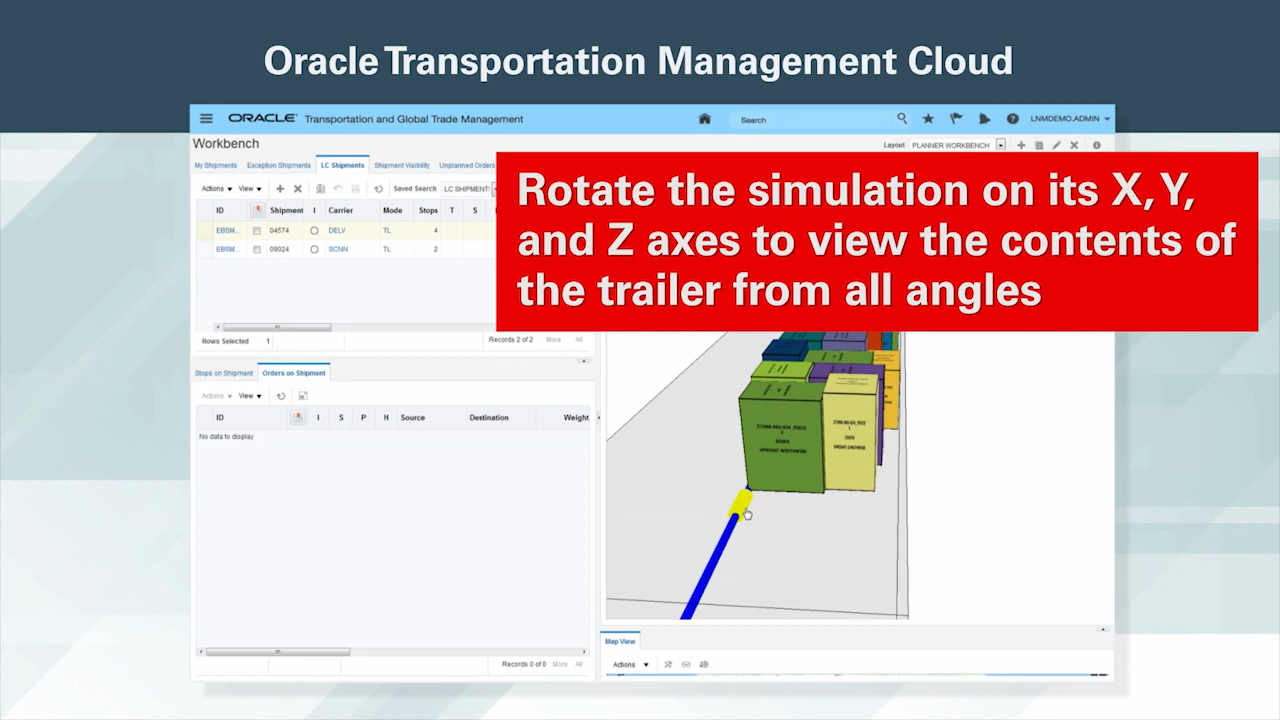 Oracle Transportation Management Cloud
ORACLE Transportation and Global Trade Management
Search
LNMDEMO.ADMIN
Workbench
Layout PLANNER WORKBENCH
My Shipments Exception Shipments LC Shipments Shipment Visibility Unplanned Orders
Actions View Saved Search LC SHIPMENT
Rotate the simulation on its X, Y,
and Z axes to view the contents of
the trailer from all angles
ID Shipment I Carrier Mode Stops T S
EBSM... 04574 DELV TL 4
EBSM... 09024 SCNN TL 2
Rows Selected 1 Records 2 of 2 More All
Stops on Shipment Orders on Shipment
Actions View
ID I S P H Source Destination Weight
No data to display.
Records 0 of 0 More All
UPRIGHT WIDTHWISE
UPRIGHT LENGTHWISE
Map View
Actions